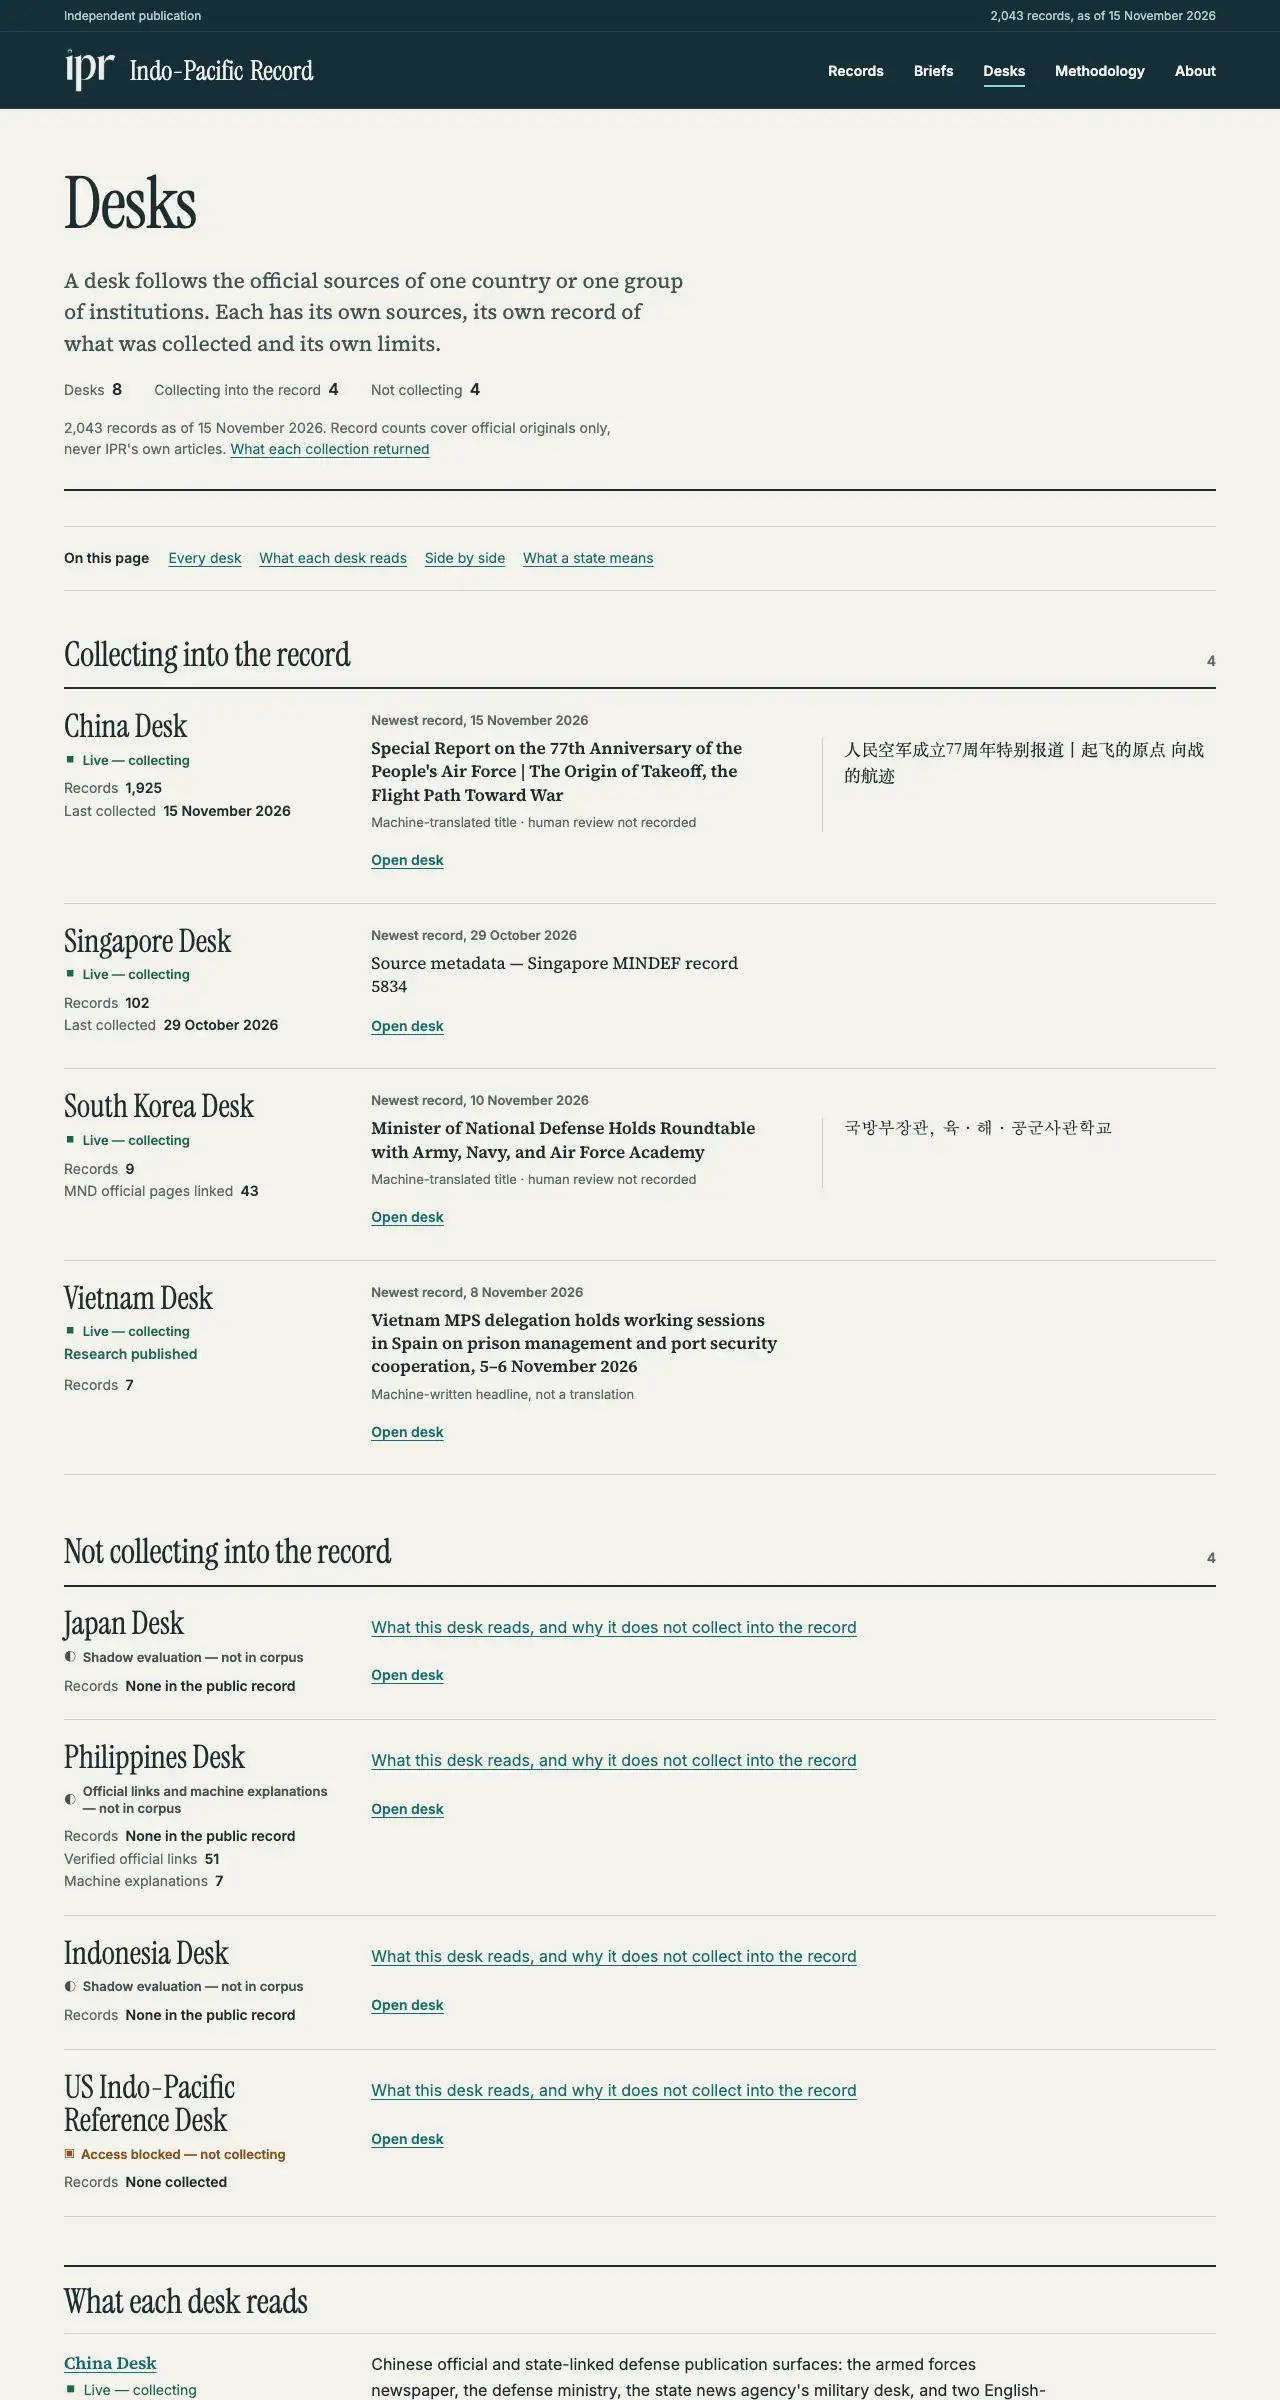 Independent publication
2,043 records, as of 15 November 2026
ipr Indo-Pacific Record
Records Briefs Desks Methodology About
Desks
A desk follows the official sources of one country or one group
of institutions. Each has its own sources, its own record of
what was collected and its own limits.
Desks 8 Collecting into the record 4 Not collecting 4
2,043 records as of 15 November 2026. Record counts cover official originals only,
never IPR's own articles. What each collection returned
On this page Every desk What each desk reads Side by side What a state means
Collecting into the record
4
China Desk
Live — collecting
Records 1,925
Last collected 15 November 2026
Newest record, 15 November 2026
Special Report on the 77th Anniversary of the
People's Air Force | The Origin of Takeoff, the
Flight Path Toward War
Machine-translated title · human review not recorded
Open desk
人民空军成立77周年特别报道丨起飞的原点 向战
的航迹
Singapore Desk
Live — collecting
Records 102
Last collected 29 October 2026
Newest record, 29 October 2026
Source metadata — Singapore MINDEF record
5834
Open desk
South Korea Desk
Live — collecting
Records 9
MND official pages linked 43
Newest record, 10 November 2026
Minister of National Defense Holds Roundtable
with Army, Navy, and Air Force Academy
Machine-translated title · human review not recorded
Open desk
국방부장관, 육·해·공군사관학교
Vietnam Desk
Live — collecting
Research published
Records 7
Newest record, 8 November 2026
Vietnam MPS delegation holds working sessions
in Spain on prison management and port security
cooperation, 5–6 November 2026
Machine-written headline, not a translation
Open desk
Not collecting into the record
4
Japan Desk
Shadow evaluation — not in corpus
Records None in the public record
What this desk reads, and why it does not collect into the record
Open desk
Philippines Desk
Official links and machine explanations
— not in corpus
Records None in the public record
Verified official links 51
Machine explanations 7
What this desk reads, and why it does not collect into the record
Open desk
Indonesia Desk
Shadow evaluation — not in corpus
Records None in the public record
What this desk reads, and why it does not collect into the record
Open desk
US Indo-Pacific
Reference Desk
Access blocked — not collecting
Records None collected
What this desk reads, and why it does not collect into the record
Open desk
What each desk reads
China Desk
Live — collecting
Chinese official and state-linked defense publication surfaces: the armed forces
newspaper, the defense ministry, the state news agency's military desk, and two English-